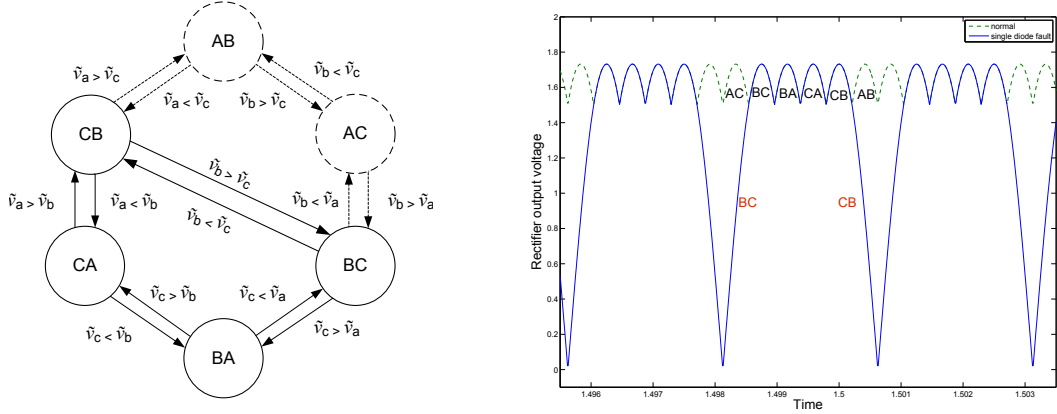 AB
ṽa > ṽc
ṽa < ṽc
ṽb < ṽc
ṽb > ṽc
CB
AC
ṽb > ṽc
ṽb < ṽc
ṽa > ṽb
ṽa < ṽb
ṽb < ṽa
ṽb > ṽa
CA
BC
ṽc > ṽb
ṽc < ṽb
ṽc < ṽa
ṽc > ṽa
BA
Rectifier output voltage
2
1.8
1.6
1.4
1.2
1
0.8
0.6
0.4
0.2
0
normal
single diode fault
AC BC BA CA CB AB
BC CB
1.496 1.497 1.498 1.499 1.5 1.501 1.502 1.503
Time